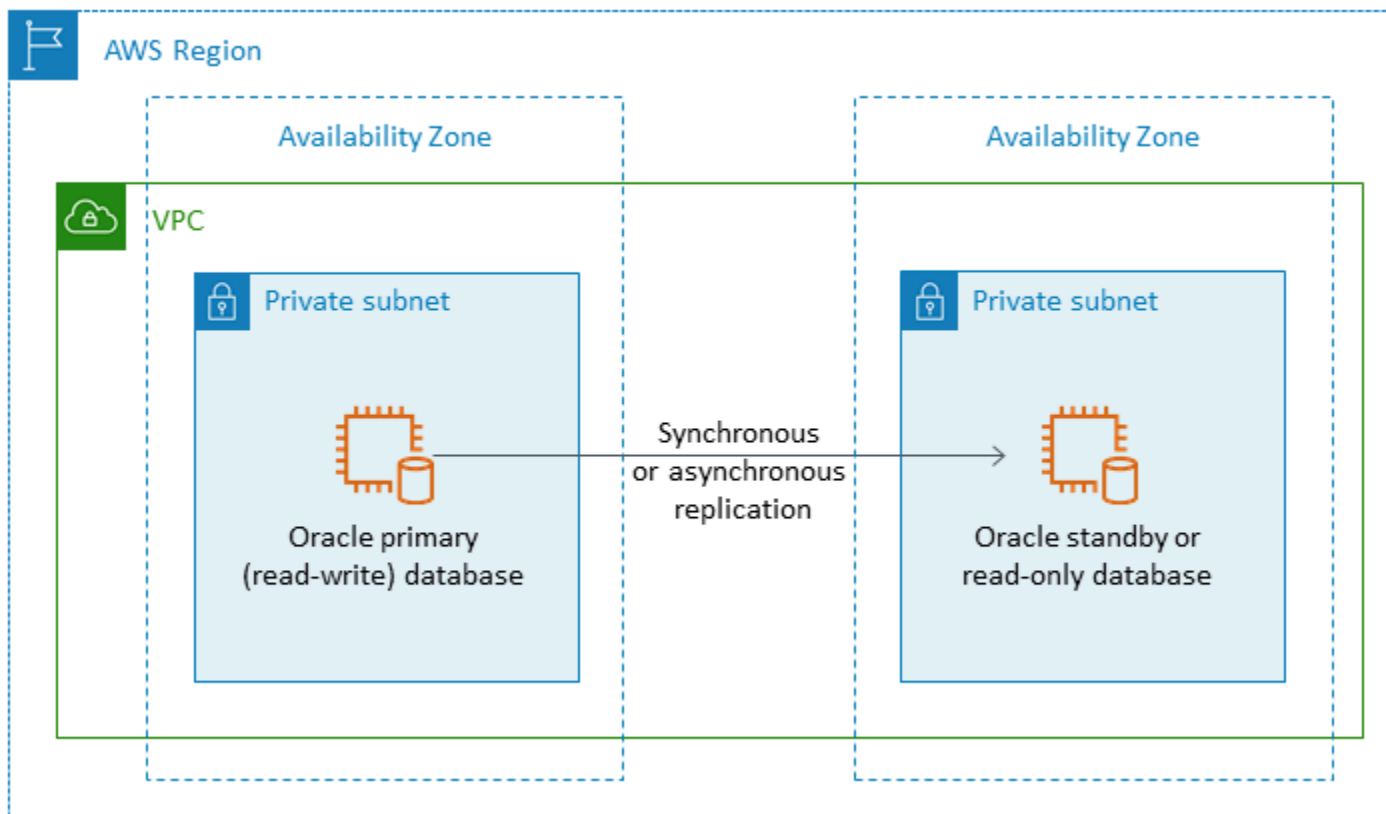 AWS Region
Availability Zone
Availability Zone
VPC
Private subnet
Private subnet
Synchronous
or asynchronous
replication
Oracle primary
(read-write) database
Oracle standby or
read-only database